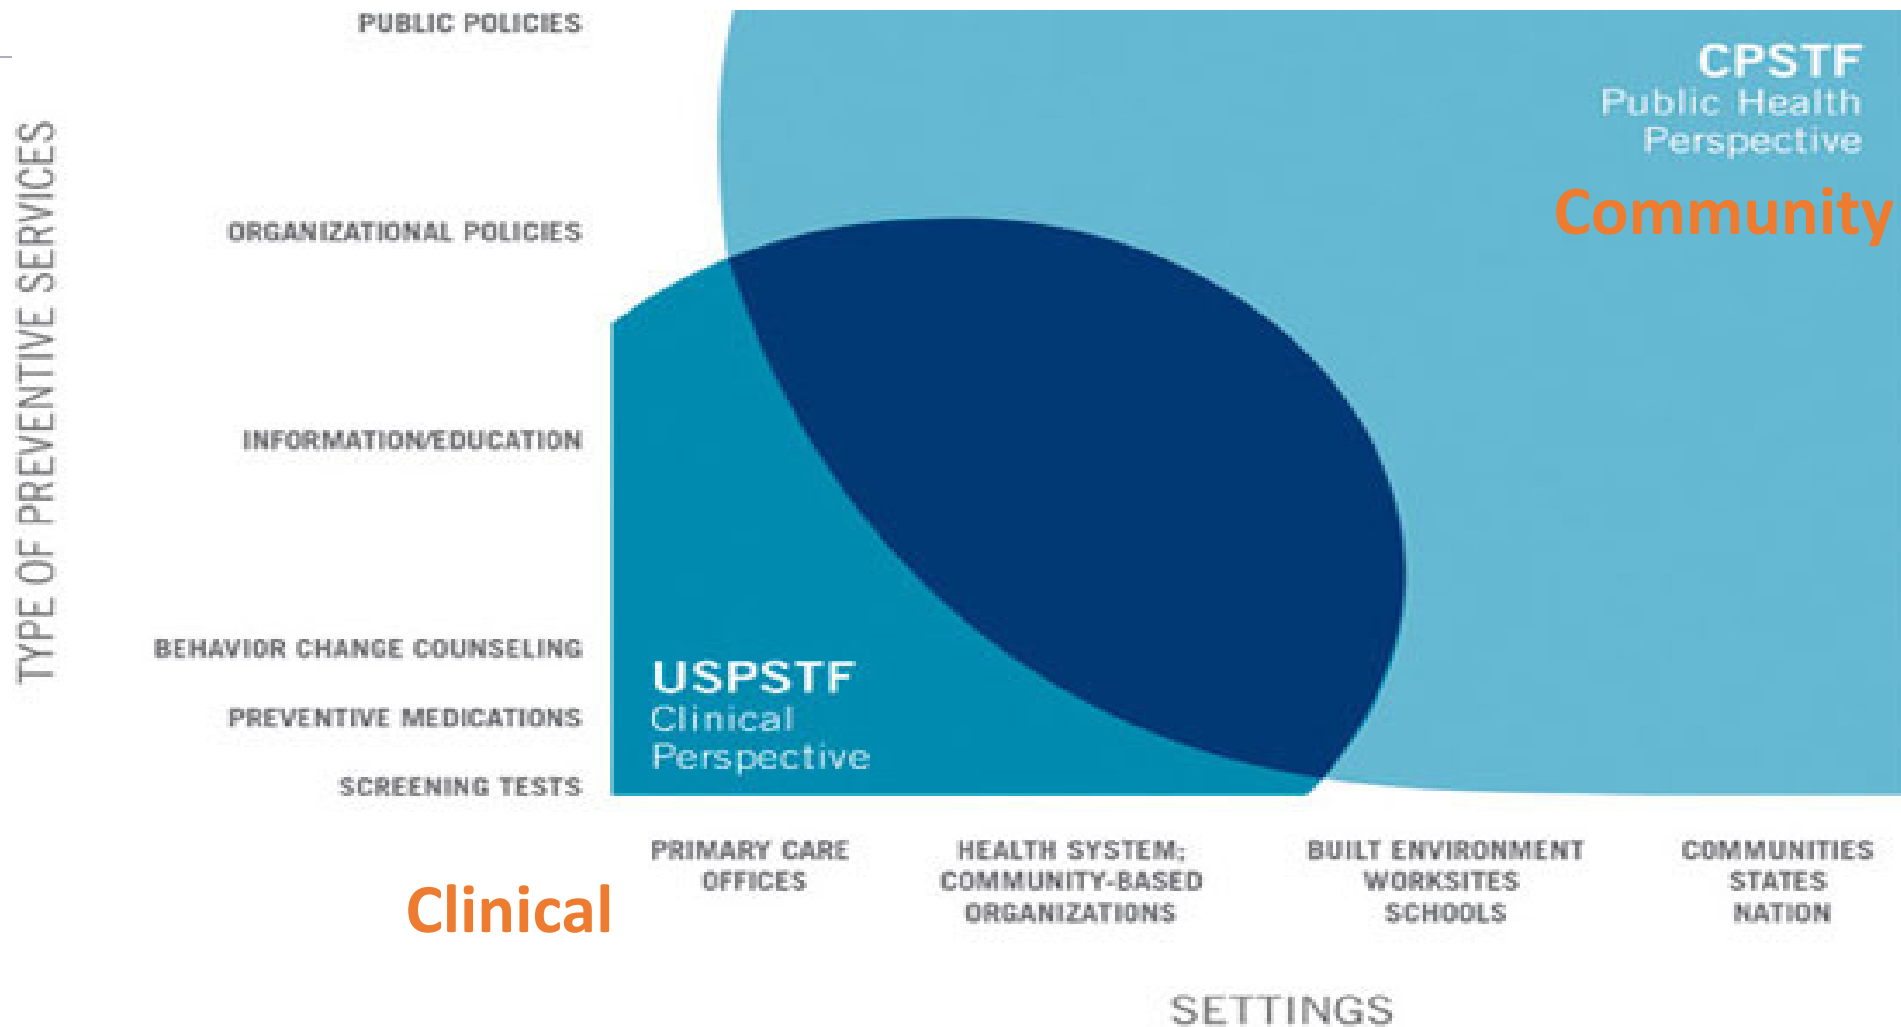 PUBLIC POLICIES
CPSTF
Public Health
Perspective
Community
TYPE OF PREVENTIVE SERVICES
ORGANIZATIONAL POLICIES
INFORMATION/EDUCATION
BEHAVIOR CHANGE COUNSELING
PREVENTIVE MEDICATIONS
SCREENING TESTS
USPSTF
Clinical
Perspective
Clinical
PRIMARY CARE
OFFICES
HEALTH SYSTEM;
COMMUNITY-BASED
ORGANIZATIONS
BUILT ENVIRONMENT
WORKSITES
SCHOOLS
COMMUNITIES
STATES
NATION
SETTINGS